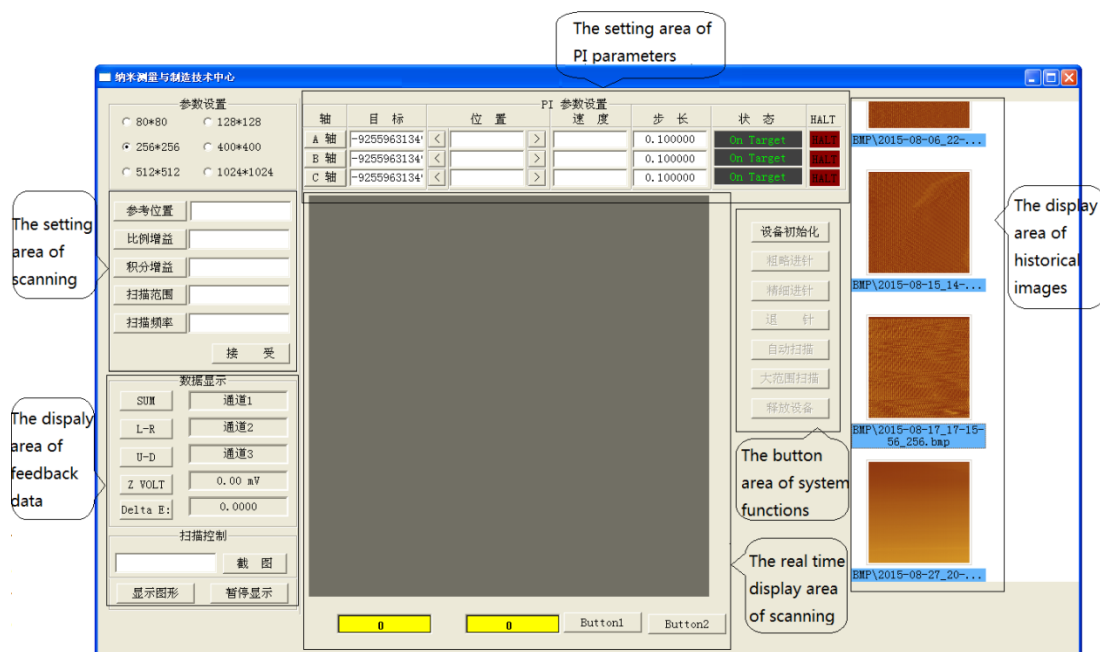 The setting area of
PI parameters
纳米测量与制造技术中心
参数设置
80*80
128*128
256*256
400*400
512*512
1024*1024
PI 参数设置
轴 目 标 位 置 速 度 步 长 状 态 HALT
A 轴 -9255963134 < > 0.100000 On Target HALT
B 轴 -9255963134 < > 0.100000 On Target HALT
C 轴 -9255963134 < > 0.100000 On Target HALT
The setting
area of
scanning
参考位置
比例增益
积分增益
扫描范围
扫描频率
接 受
The dispaly
area of
feedback
data
数据显示
SUM 通道1
L-R 通道2
U-D 通道3
Z VOLT 0.00 mV
Delta E: 0.0000
扫描控制
截 图
显示图形 暂停显示
0 0 Button1 Button2
设备初始化
粗略进针
精细进针
退 针
自动扫描
大范围扫描
释放设备
The button
area of system
functions
The real time
display area
of scanning
BMP\2015-08-06_22-...
BMP\2015-08-15_14-...
BMP\2015-08-17_17-15-
56_256.bmp
BMP\2015-08-27_20-...
The display
area of
historical
images